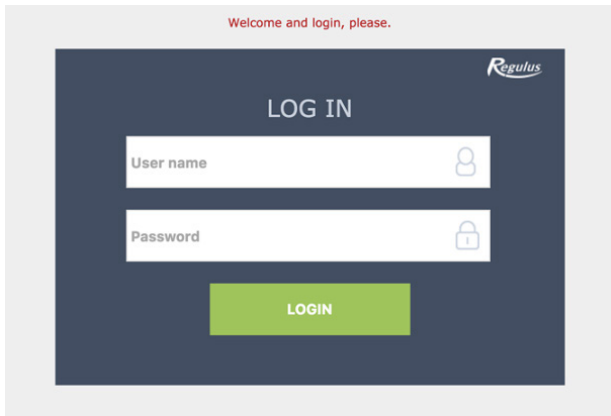 Welcome and login, please.
Regulus
LOG IN
User name
Password
LOGIN